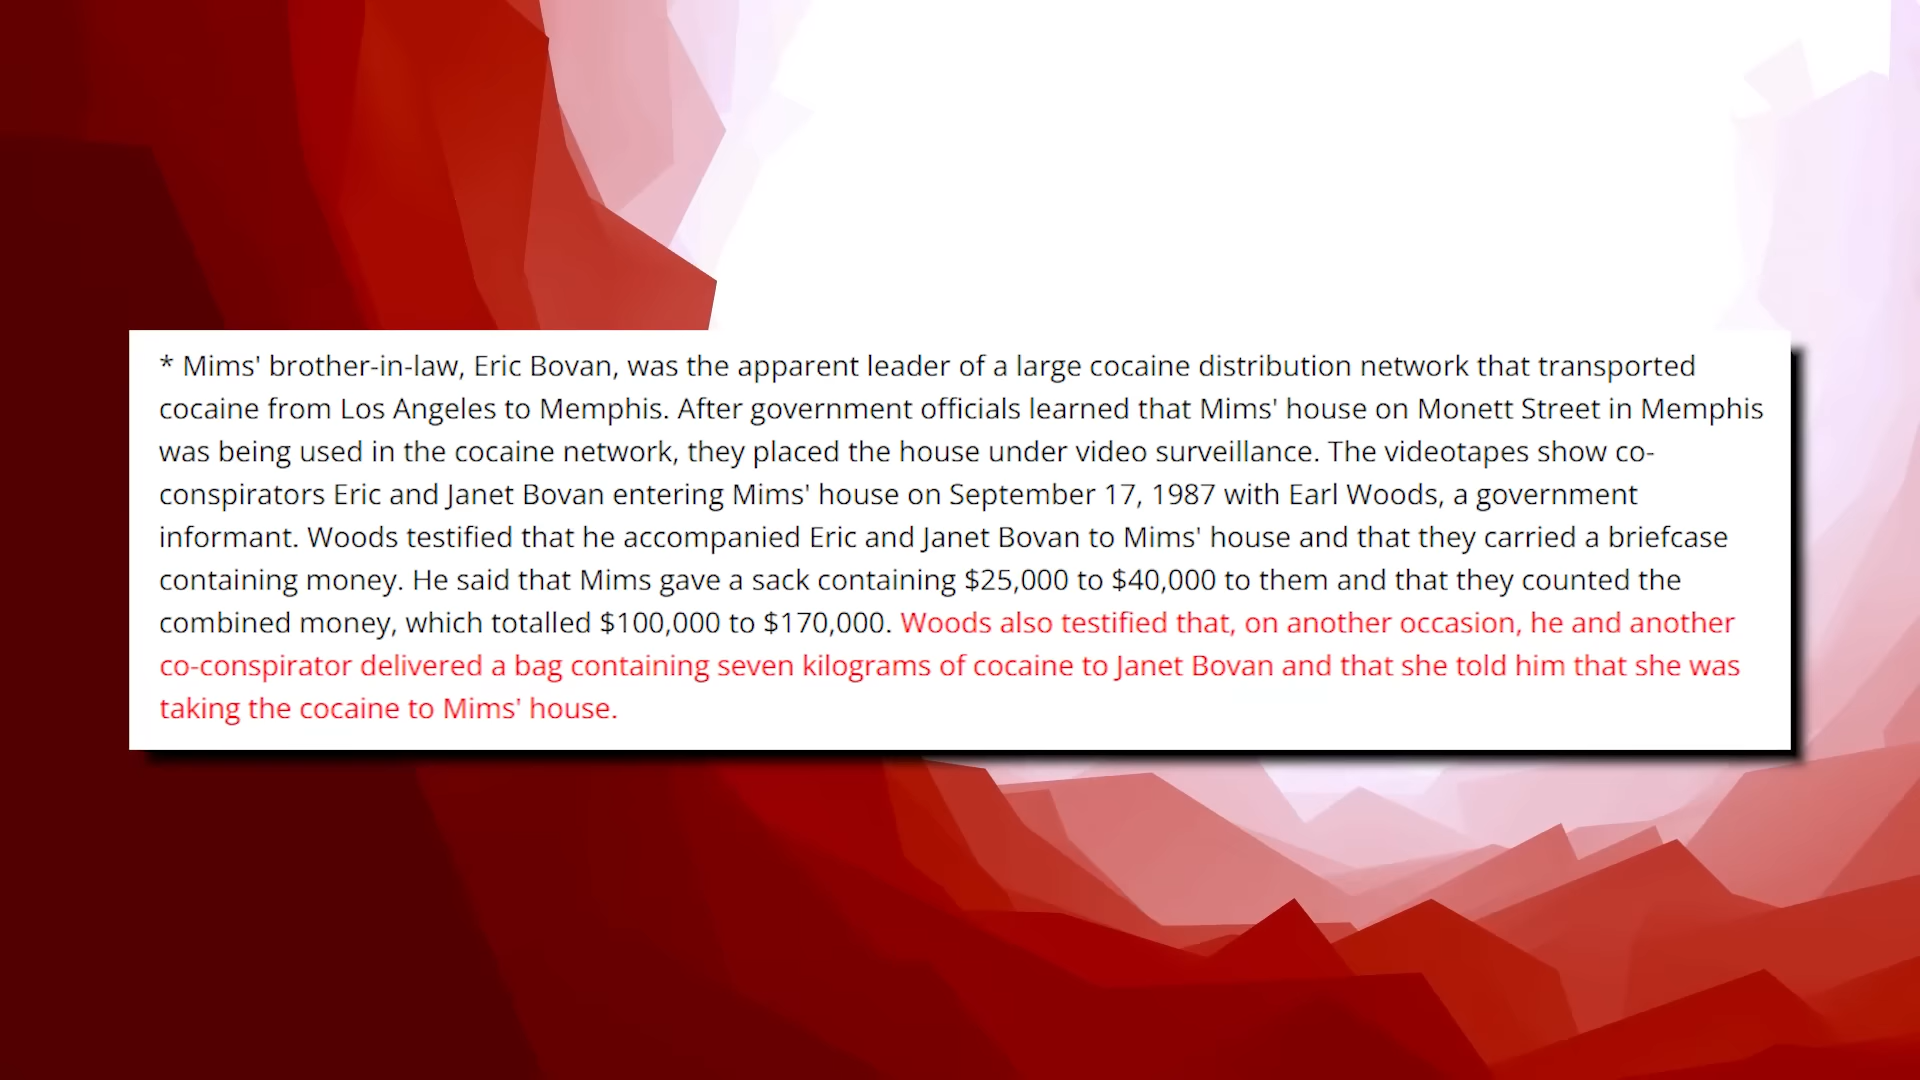 * Mims' brother-in-law, Eric Bovan, was the apparent leader of a large cocaine distribution network that transported
cocaine from Los Angeles to Memphis. After government officials learned that Mims' house on Monett Street in Memphis
was being used in the cocaine network, they placed the house under video surveillance. The videotapes show co-
conspirators Eric and Janet Bovan entering Mims' house on September 17, 1987 with Earl Woods, a government
informant. Woods testified that he accompanied Eric and Janet Bovan to Mims' house and that they carried a briefcase
containing money. He said that Mims gave a sack containing $25,000 to $40,000 to them and that they counted the
combined money, which totalled $100,000 to $170,000. Woods also testified that, on another occasion, he and another
co-conspirator delivered a bag containing seven kilograms of cocaine to Janet Bovan and that she told him that she was
taking the cocaine to Mims' house.